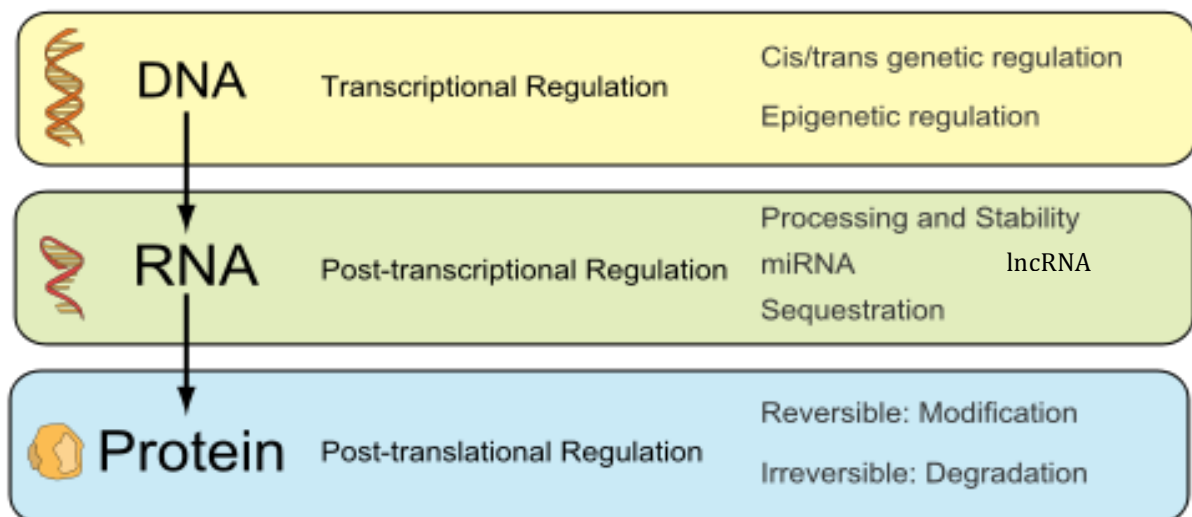 DNA
Transcriptional Regulation
Cis/trans genetic regulation
Epigenetic regulation
RNA
Post-transcriptional Regulation
Processing and Stability
miRNA lncRNA
Sequestration
Protein
Post-translational Regulation
Reversible: Modification
Irreversible: Degradation